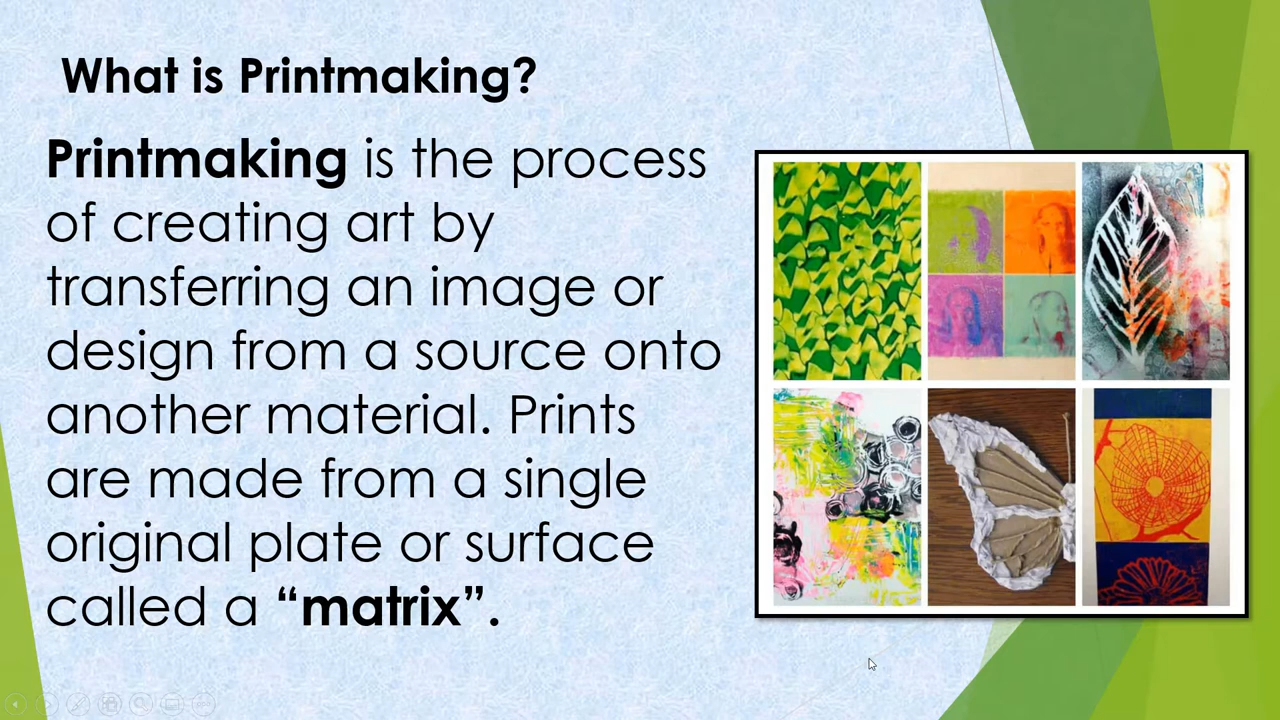 What is Printmaking?
Printmaking is the process
of creating art by
transferring an image or
design from a source onto
another material. Prints
are made from a single
original plate or surface
called a “matrix”.